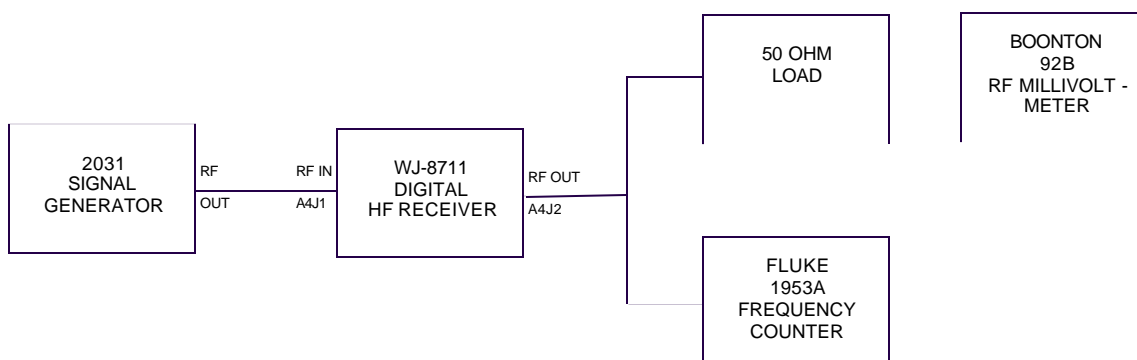 50 OHM
LOAD
BOONTON
92B
RF MILLIVOLT -
METER
2031
SIGNAL
GENERATOR
RF
OUT
RF IN
A4J1
WJ-8711
DIGITAL
HF RECEIVER
RF OUT
A4J2
FLUKE
1953A
FREQUENCY
COUNTER